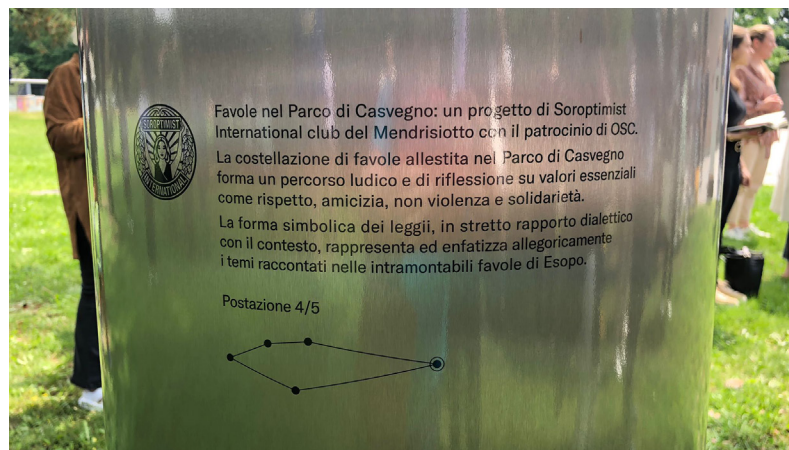 SOROPTIMIST
INTERNATIONAL
Favole nel Parco di Casvegno: un progetto di Soroptimist
International club del Mendrisiotto con il patrocinio di OSC.
La costellazione di favole allestita nel Parco di Casvegno
forma un percorso ludico e di riflessione su valori essenziali
come rispetto, amicizia, non violenza e solidarietà.
La forma simbolica dei leggii, in stretto rapporto dialettico
con il contesto, rappresenta ed enfatizza allegoricamente
i temi raccontati nelle intramontabili favole di Esopo.
Postazione 4/5